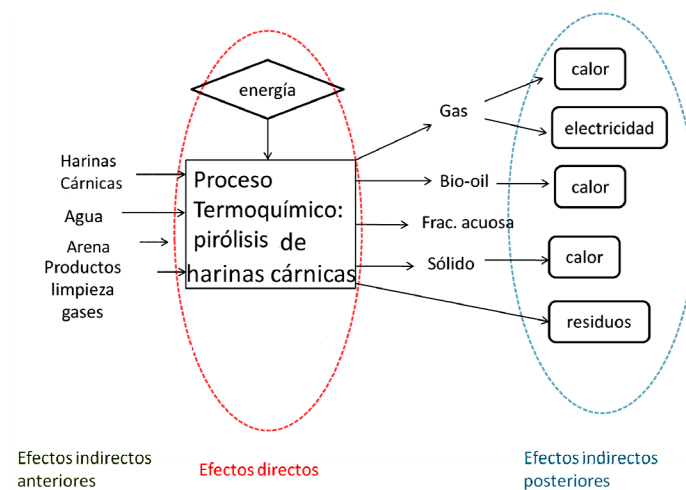 energía
Harinas
Cárnicas
Agua
Arena
Productos
limpieza
gases
Proceso
Termoquímico:
pirólisis de
harinas cárnicas
Gas
Bio-oil
Frac. acuosa
Sólido
calor
electricidad
calor
calor
residuos
Efectos indirectos
anteriores
Efectos directos
Efectos indirectos
posteriores